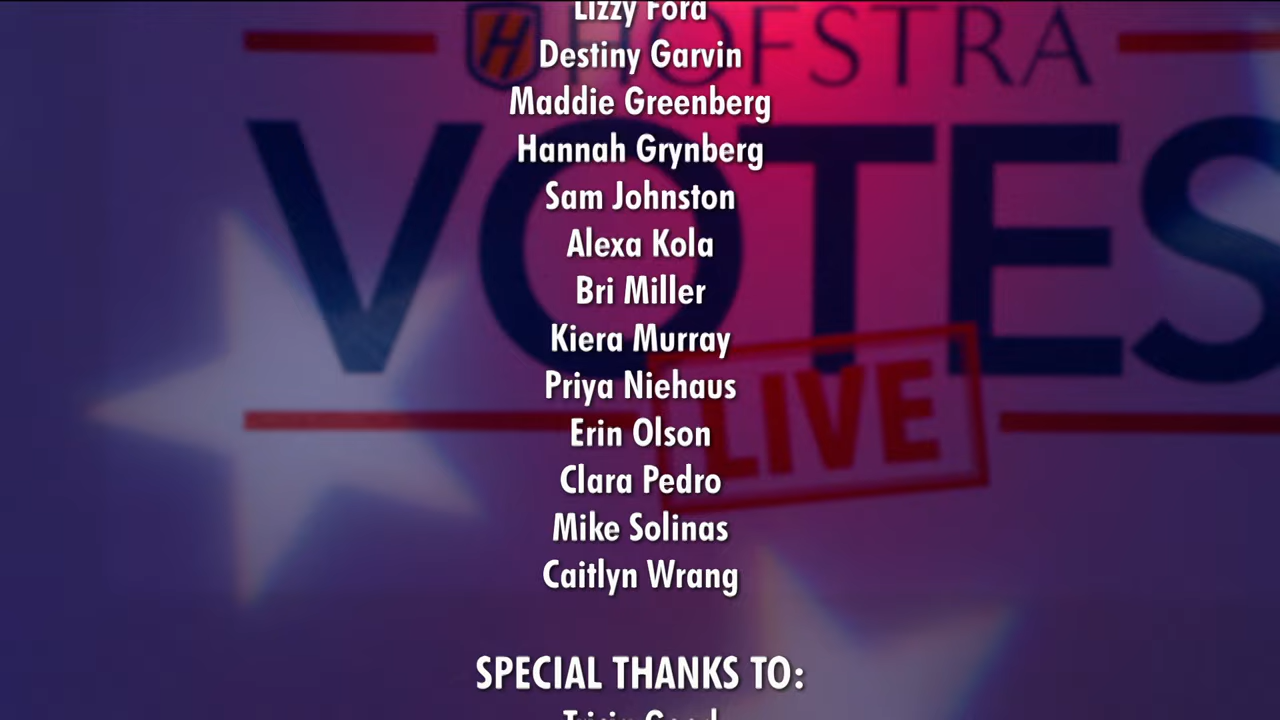 Lizzy Ford
HOFSTRA
Destiny Garvin
Maddie Greenberg
VOTES
Hannah Grynberg
Sam Johnston
Alexa Kola
Bri Miller
Kiera Murray
Priya Niehaus
LIVE
Erin Olson
Clara Pedro
Mike Solinas
Caitlyn Wrang
SPECIAL THANKS TO: